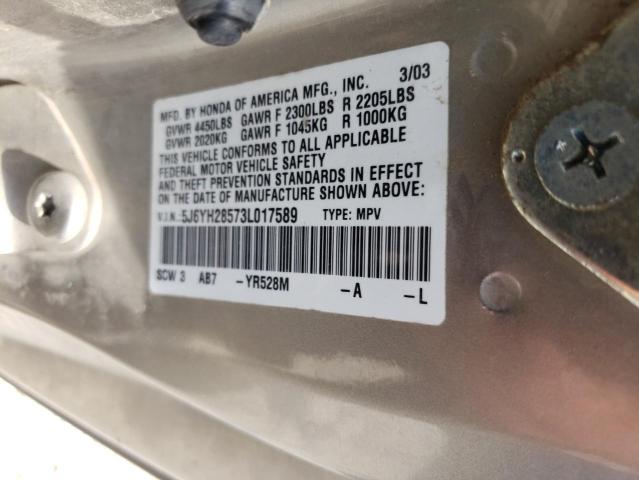 MFD. BY HONDA OF AMERICA MFG., INC. 3/03
GVWR 4450LBS GAWR F 2300LBS R 2205LBS
GVWR 2020KG GAWR F 1045KG R 1000KG
THIS VEHICLE CONFORMS TO ALL APPLICABLE
FEDERAL MOTOR VEHICLE SAFETY
AND THEFT PREVENTION STANDARDS IN EFFECT
ON THE DATE OF MANUFACTURE SHOWN ABOVE:
V.I.N.: 5J6YH28573L017589 TYPE: MPV
SCW 3 AB7 -YR528M -A -L